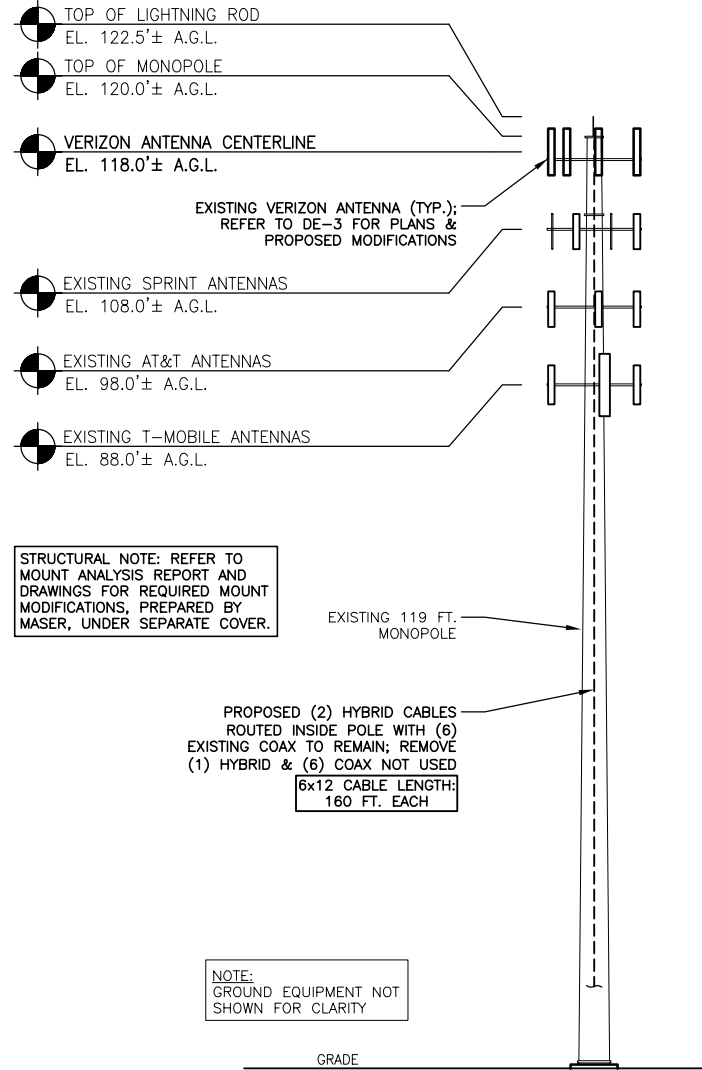 TOP OF LIGHTNING ROD
EL. 122.5'± A.G.L.
TOP OF MONOPOLE
EL. 120.0'± A.G.L.
VERIZON ANTENNA CENTERLINE
EL. 118.0'± A.G.L.
EXISTING VERIZON ANTENNA (TYP.);
REFER TO DE-3 FOR PLANS &
PROPOSED MODIFICATIONS
EXISTING SPRINT ANTENNAS
EL. 108.0'± A.G.L.
EXISTING AT&T ANTENNAS
EL. 98.0'± A.G.L.
EXISTING T-MOBILE ANTENNAS
EL. 88.0'± A.G.L.
STRUCTURAL NOTE: REFER TO
MOUNT ANALYSIS REPORT AND
DRAWINGS FOR REQUIRED MOUNT
MODIFICATIONS, PREPARED BY
MASER, UNDER SEPARATE COVER.
EXISTING 119 FT.
MONOPOLE
PROPOSED (2) HYBRID CABLES
ROUTED INSIDE POLE WITH (6)
EXISTING COAX TO REMAIN; REMOVE
(1) HYBRID & (6) COAX NOT USED
6x12 CABLE LENGTH:
160 FT. EACH
NOTE:
GROUND EQUIPMENT NOT
SHOWN FOR CLARITY
GRADE